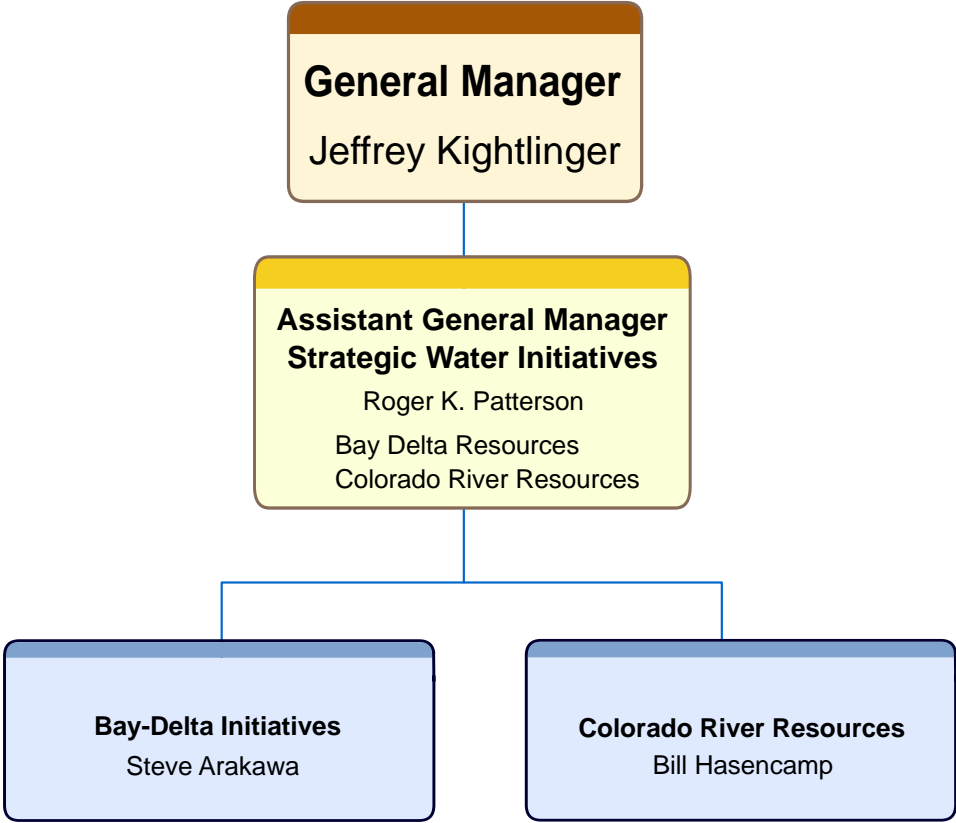 General Manager
Jeffrey Kightlinger
Assistant General Manager
Strategic Water Initiatives
Roger K. Patterson
Bay Delta Resources
Colorado River Resources
Bay-Delta Initiatives
Steve Arakawa
Colorado River Resources
Bill Hasencamp